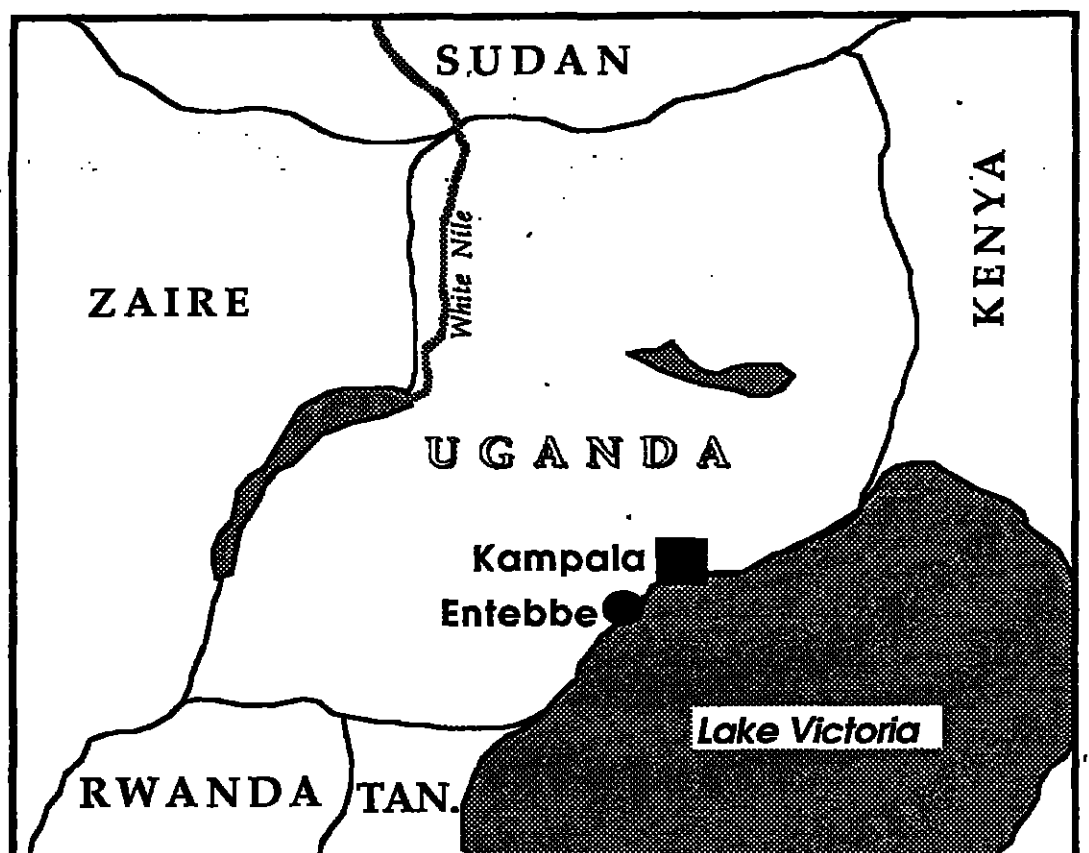 SUDAN
KENYA
White Nile
ZAIRE
UGANDA
Kampala
Entebbe
Lake Victoria
RWANDA
TAN.